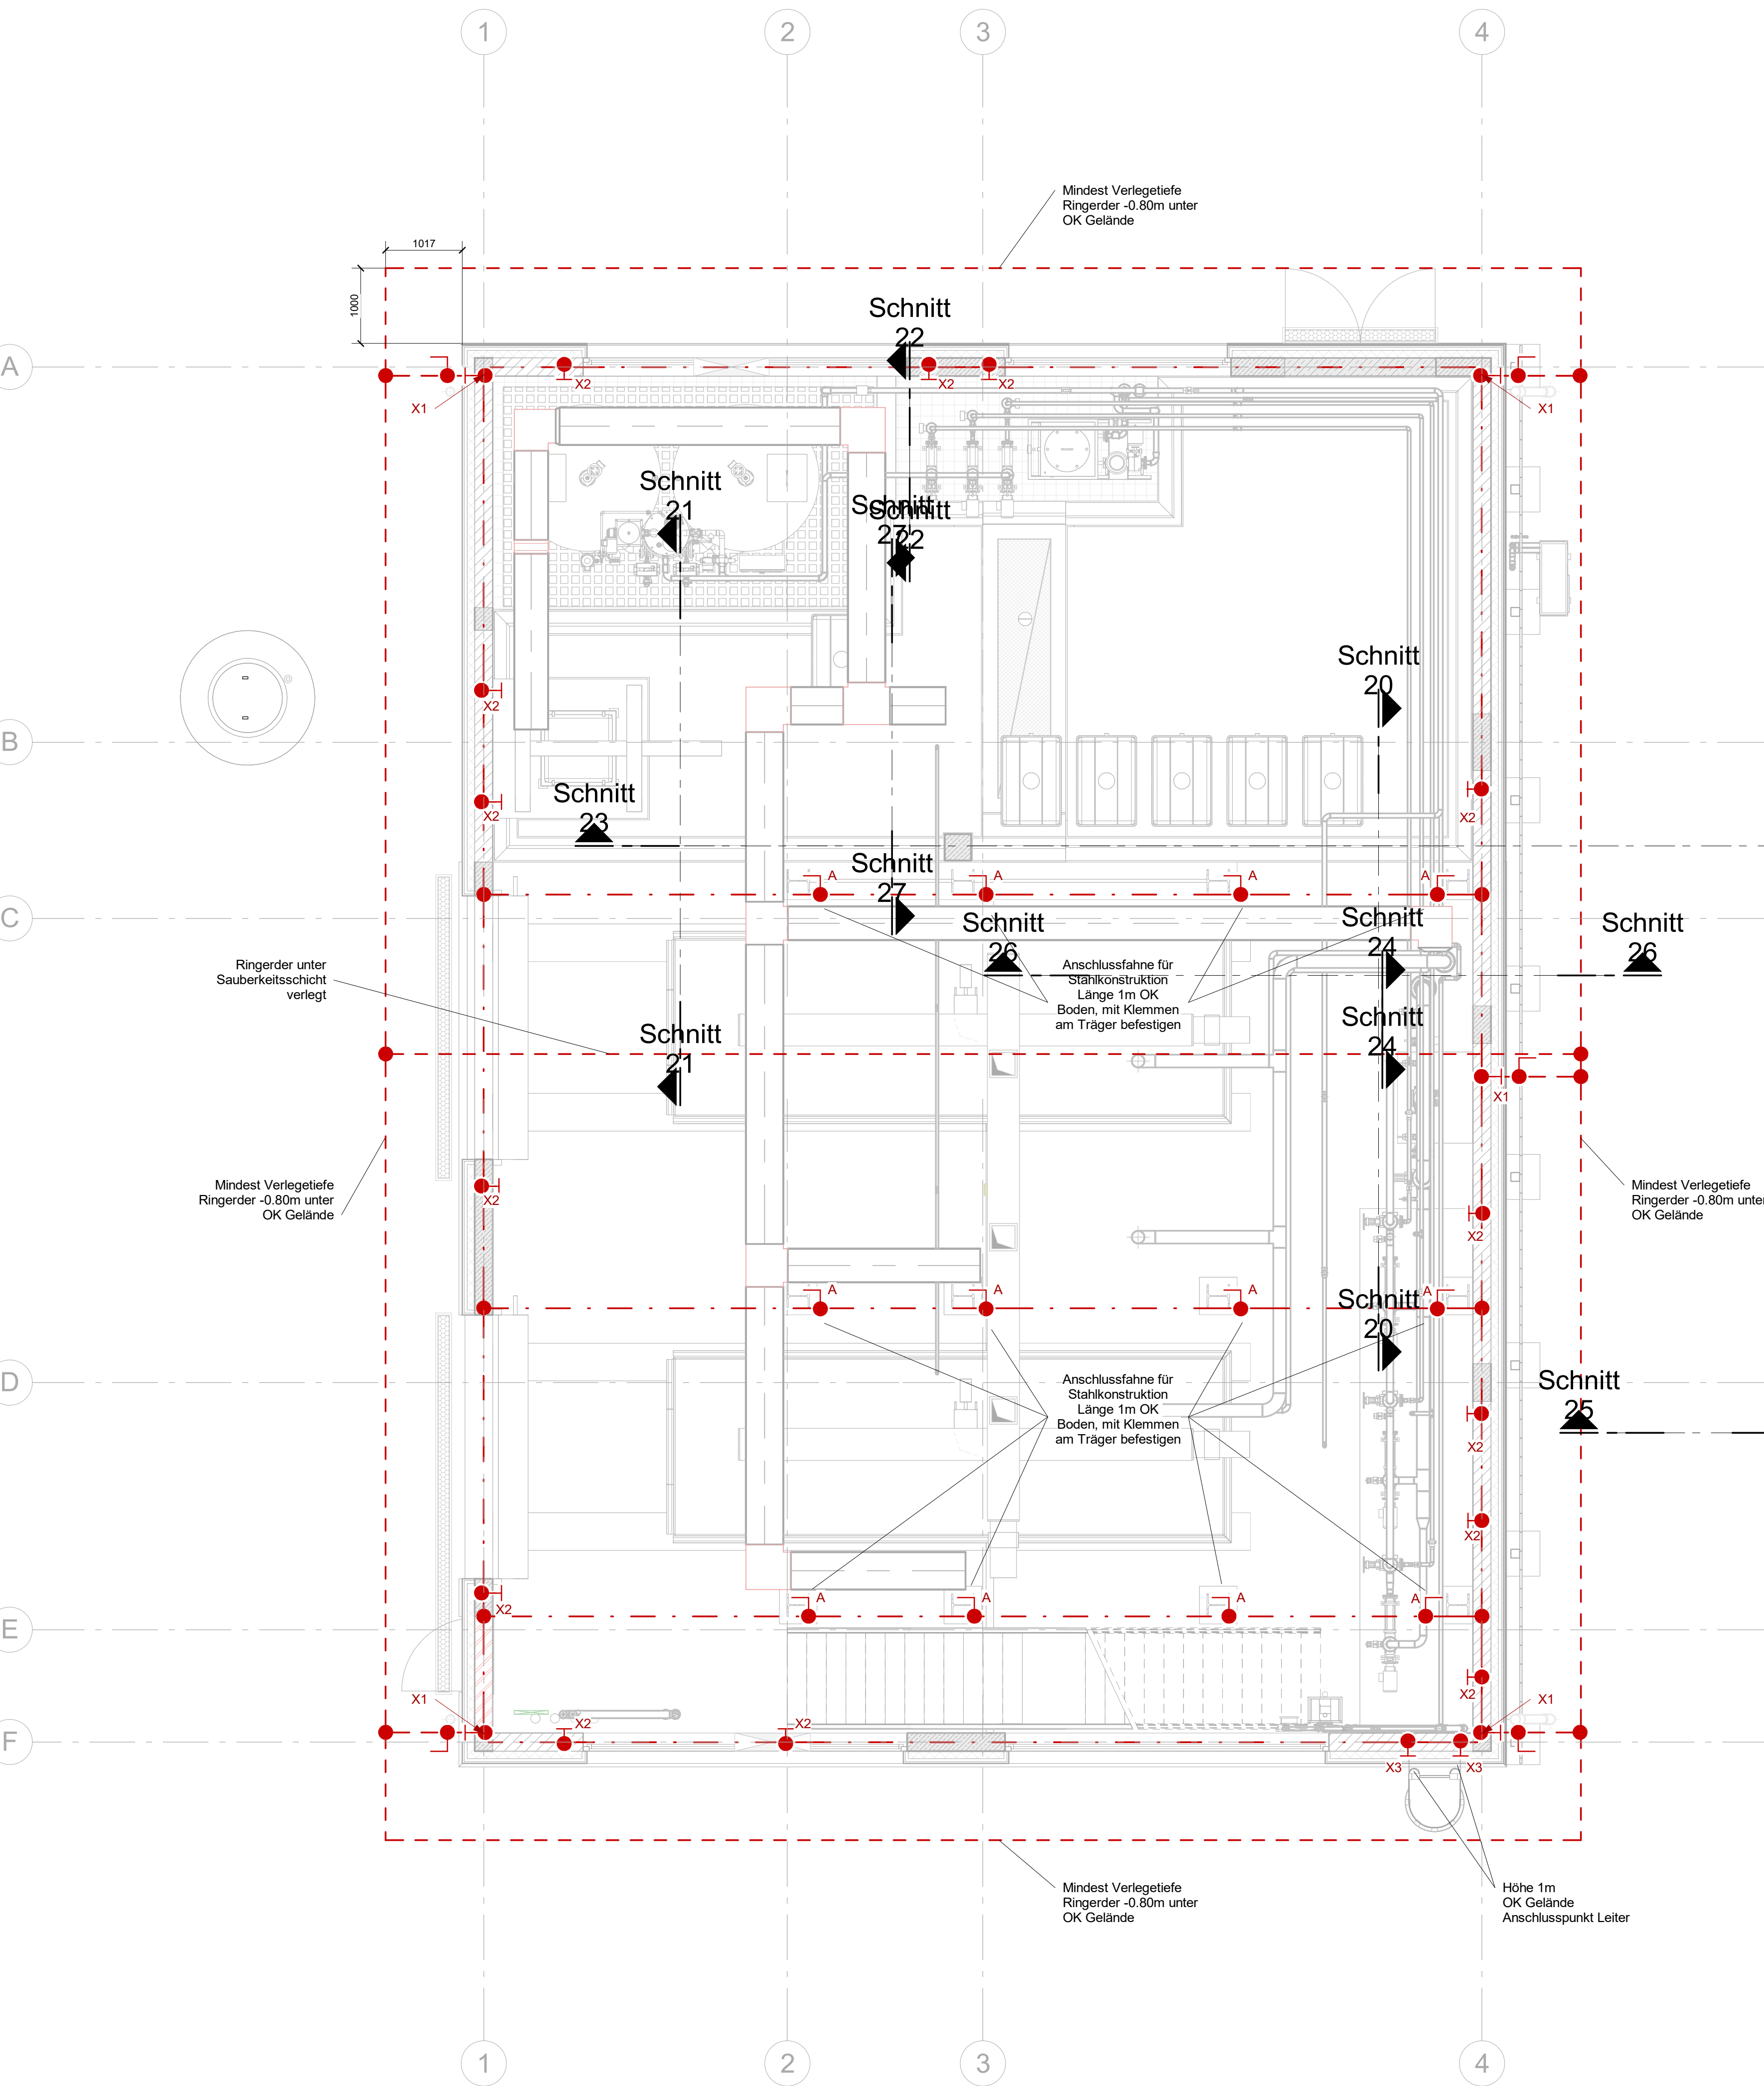 1
2
3
4
Mindest Verlegetiefe
Ringerder -0.80m unter
OK Gelände
1017
1000
Schnitt
22
A
X2
X2
X2
X1
X1
Schnitt
21
Schnitt
27
Schnitt
22
Schnitt
20
X2
B
X2
Schnitt
23
X2
Schnitt
27
A
A
A
A
C
Schnitt
26
Schnitt
24
Schnitt
26
Ringerder unter
Sauberkeitsschicht
verlegt
Anschlussfahne für
Stahlkonstruktion
Länge 1m OK
Boden, mit Klemmen
am Träger befestigen
Schnitt
21
Schnitt
24
X1
Mindest Verlegetiefe
Ringerder -0.80m unter
OK Gelände
X2
Mindest Verlegetiefe
Ringerder -0.80m unter
OK Gelände
X2
A
A
A
A
Schnitt
20
D
Anschlussfahne für
Stahlkonstruktion
Länge 1m OK
Boden, mit Klemmen
am Träger befestigen
Schnitt
25
X2
X2
X2
A
A
A
A
E
X2
X1
X1
X2
X2
F
X3
X3
Mindest Verlegetiefe
Ringerder -0.80m unter
OK Gelände
Höhe 1m
OK Gelände
Anschlusspunkt Leiter
1
2
3
4